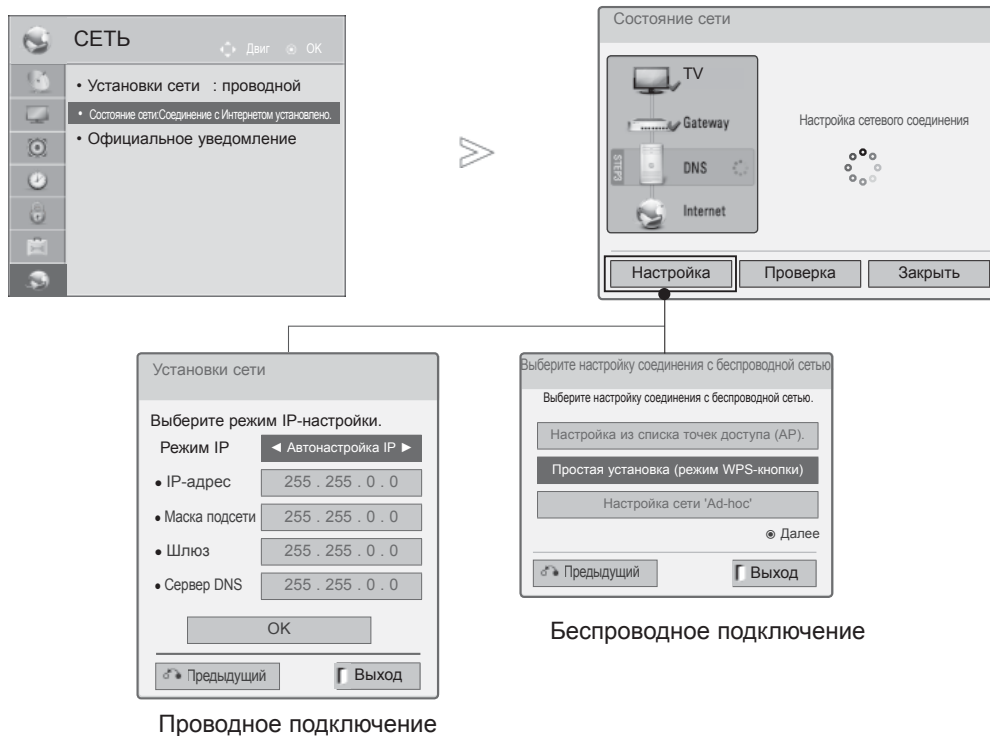 СЕТЬ
Двиг ОК
• Установки сети : проводной
• Состояние сети:Соединение с Интернетом установлено.
• Официальное уведомление
Состояние сети
TV
Gateway
STEP3
DNS
Internet
Настройка сетевого соединения
Настройка Проверка Закрыть
Установки сети
Выберите режим IP-настройки.
Режим IP ◄ Автонастройка IP ►
• IP-адрес 255 . 255 . 0 . 0
• Маска подсети 255 . 255 . 0 . 0
• Шлюз 255 . 255 . 0 . 0
• Сервер DNS 255 . 255 . 0 . 0
OK
Предыдущий Выход
Проводное подключение
Выберите настройку соединения с беспроводной сетью
Выберите настройку соединения с беспроводной сетью.
Настройка из списка точек доступа (AP).
Простая установка (режим WPS-кнопки)
Настройка сети 'Ad-hoc'
◉ Далее
Предыдущий Выход
Беспроводное подключение